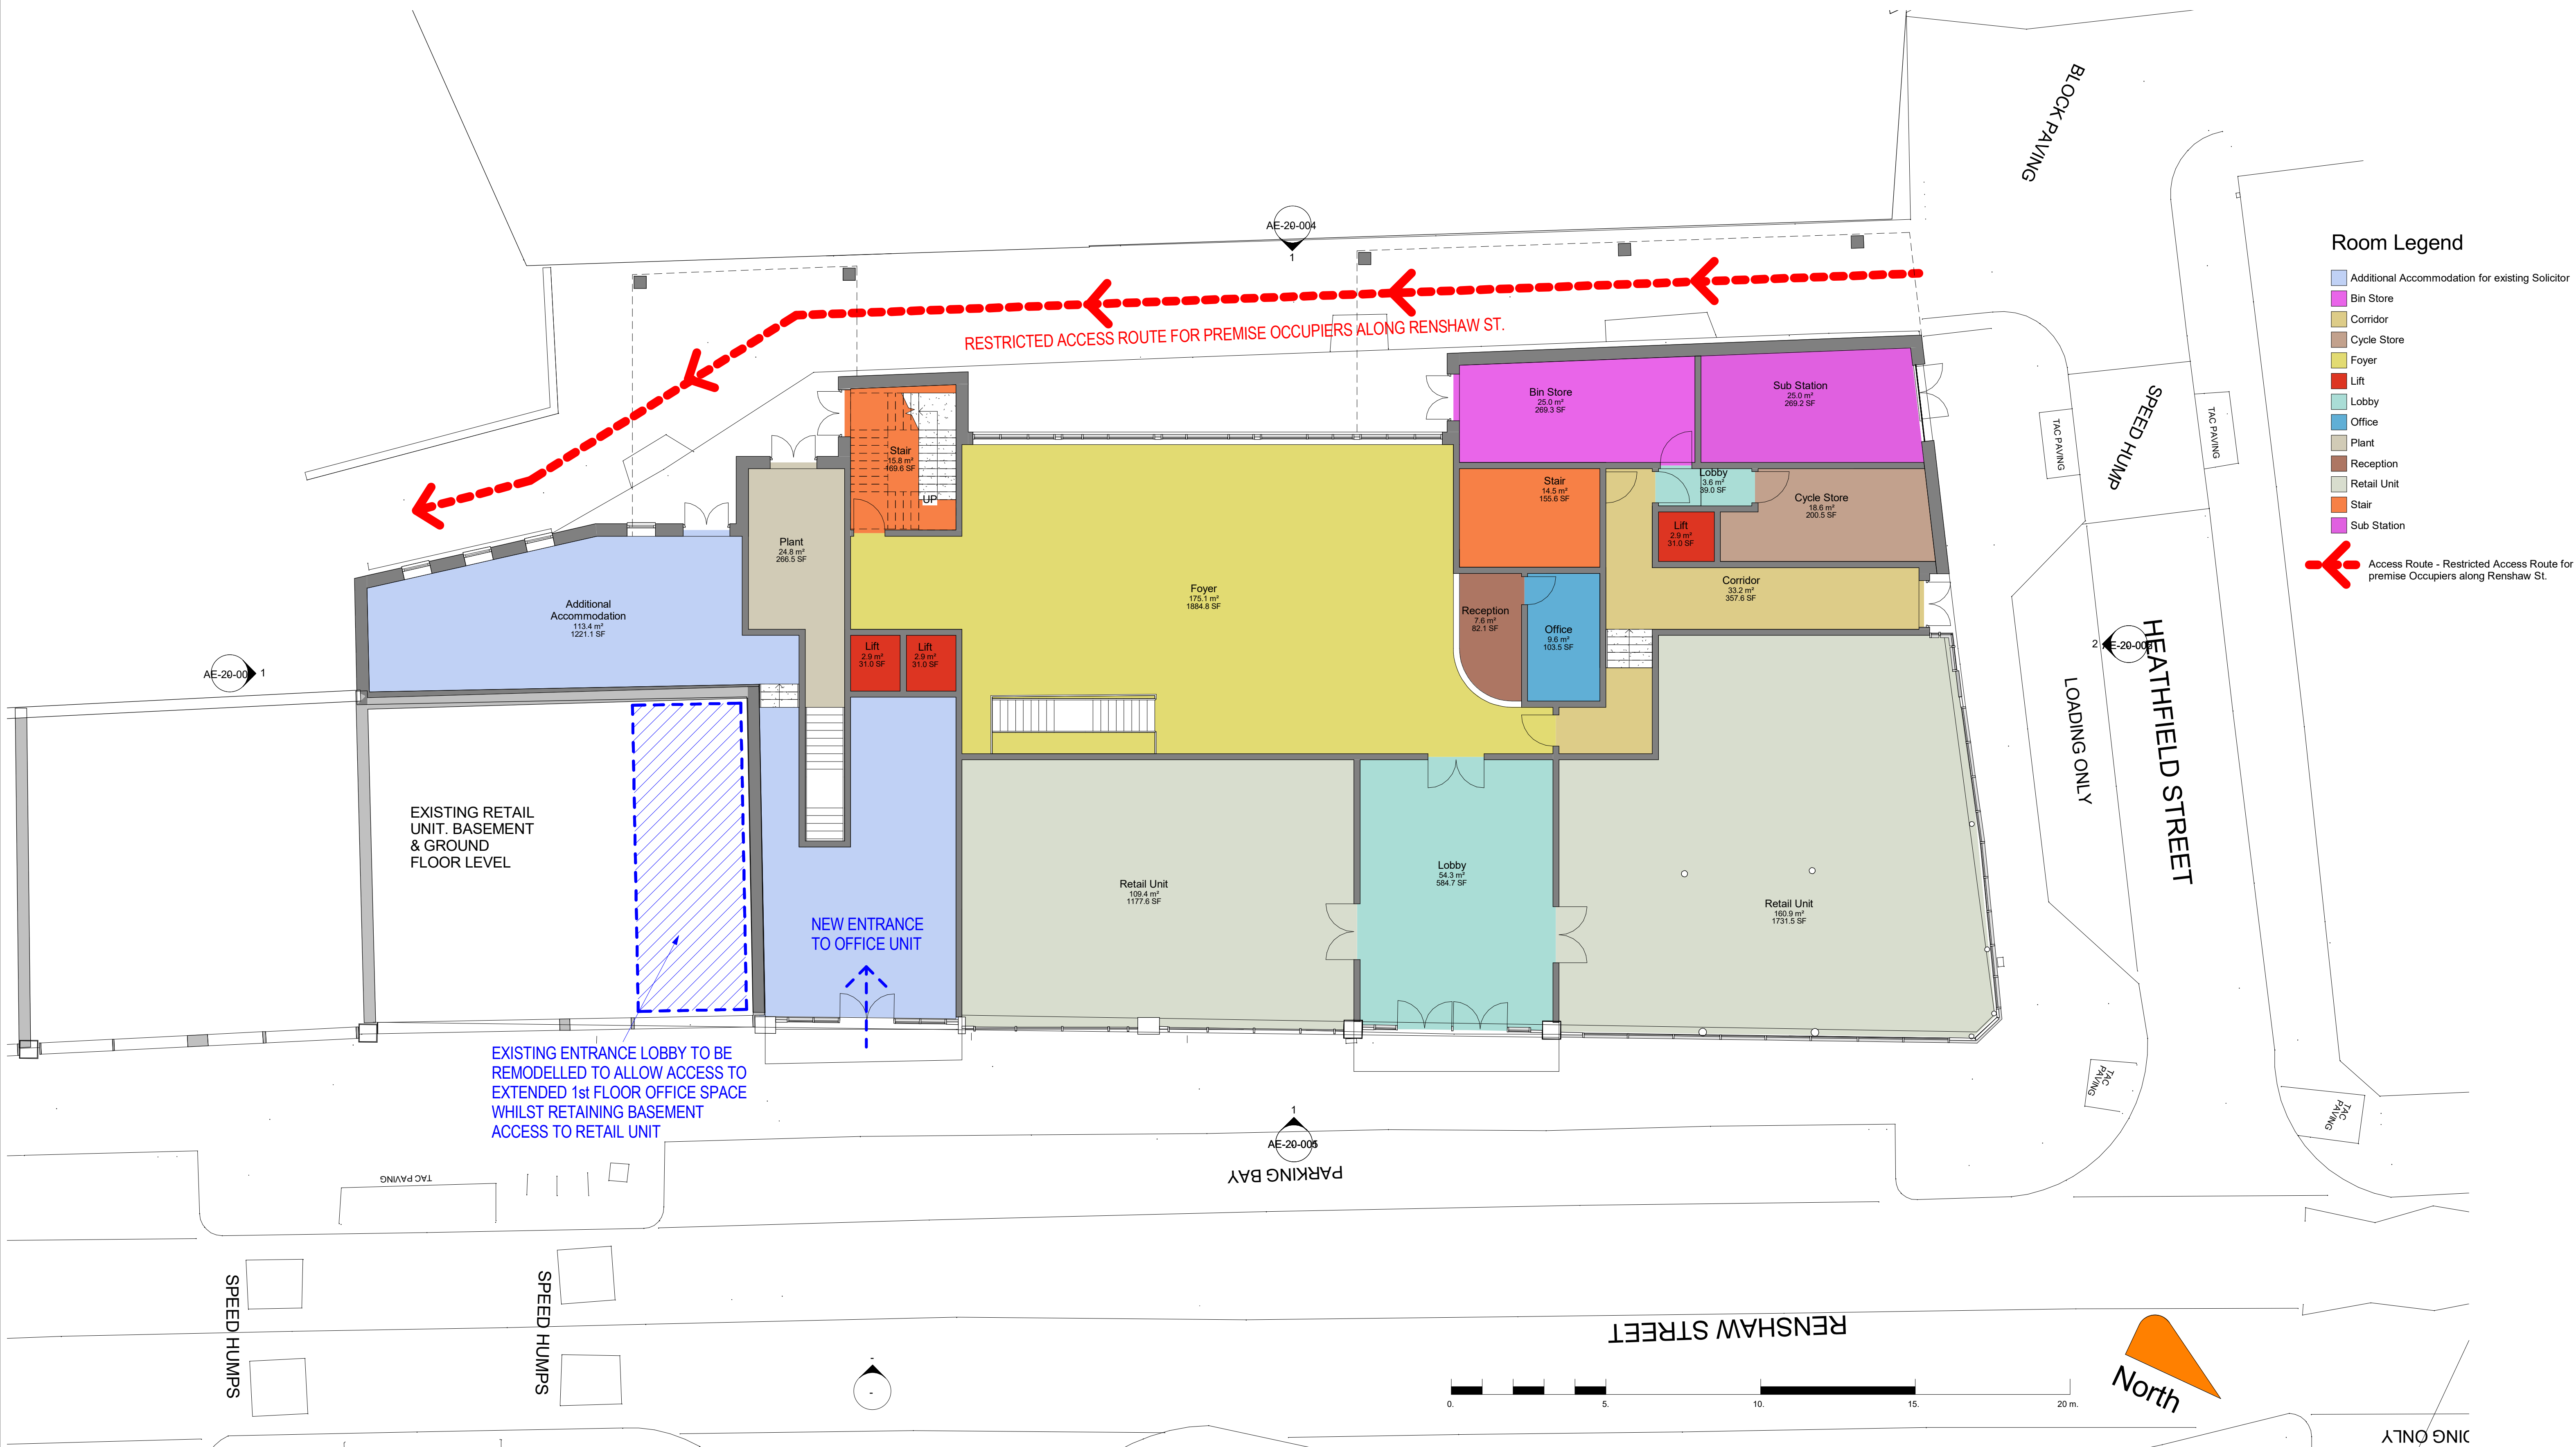 BLOCK PAVING
AE-20-004
1
Room Legend
Additional Accommodation for existing Solicitor
Bin Store
Corridor
Cycle Store
Foyer
Lift
Lobby
Office
Plant
Reception
Retail Unit
Stair
Sub Station
Access Route - Restricted Access Route for
premise Occupiers along Renshaw St.
RESTRICTED ACCESS ROUTE FOR PREMISE OCCUPIERS ALONG RENSHAW ST.
SPEED HUMP
TAC PAVING
TAC PAVING
Bin Store
25.0 m²
269.3 SF
Sub Station
25.0 m²
269.2 SF
Stair
15.8 m²
169.6 SF
UP
Stair
14.5 m²
155.6 SF
Lobby
3.6 m²
39.0 SF
Cycle Store
18.6 m²
200.5 SF
Lift
2.9 m²
31.0 SF
Plant
24.8 m²
266.5 SF
Foyer
175.1 m²
1884.8 SF
Corridor
33.2 m²
357.6 SF
Additional
Accommodation
113.4 m²
1221.1 SF
Reception
7.6 m²
82.1 SF
Office
9.6 m²
103.5 SF
Lift
2.9 m²
31.0 SF
Lift
2.9 m²
31.0 SF
1
2
HEATHFIELD STREET
LOADING ONLY
EXISTING RETAIL
UNIT. BASEMENT
& GROUND
FLOOR LEVEL
NEW ENTRANCE
TO OFFICE UNIT
Retail Unit
109.4 m²
1177.6 SF
Lobby
54.3 m²
584.7 SF
Retail Unit
160.9 m²
1731.5 SF
EXISTING ENTRANCE LOBBY TO BE
REMODELLED TO ALLOW ACCESS TO
EXTENDED 1st FLOOR OFFICE SPACE
WHILST RETAINING BASEMENT
ACCESS TO RETAIL UNIT
TAC
PAVING
TAC
PAVING
1
PARKING BAY
TAC PAVING
SPEED HUMPS
SPEED HUMPS
RENSHAW STREET
-
-
0.
5.
10.
15.
20 m.
North
ONLY